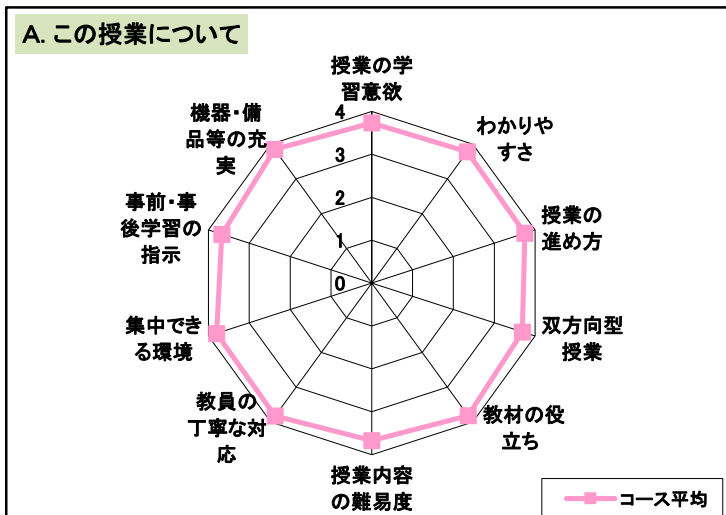 A. この授業について
授業の学
習意欲
わかりや
すさ
授業の
進め方
双方向型
授業
教材の役
立ち
授業内容
の難易度
教員の
丁寧な対
応
集中でき
る環境
事前・事
後学習の
指示
機器・備
品等の充
実
4
3
2
1
0
コース平均